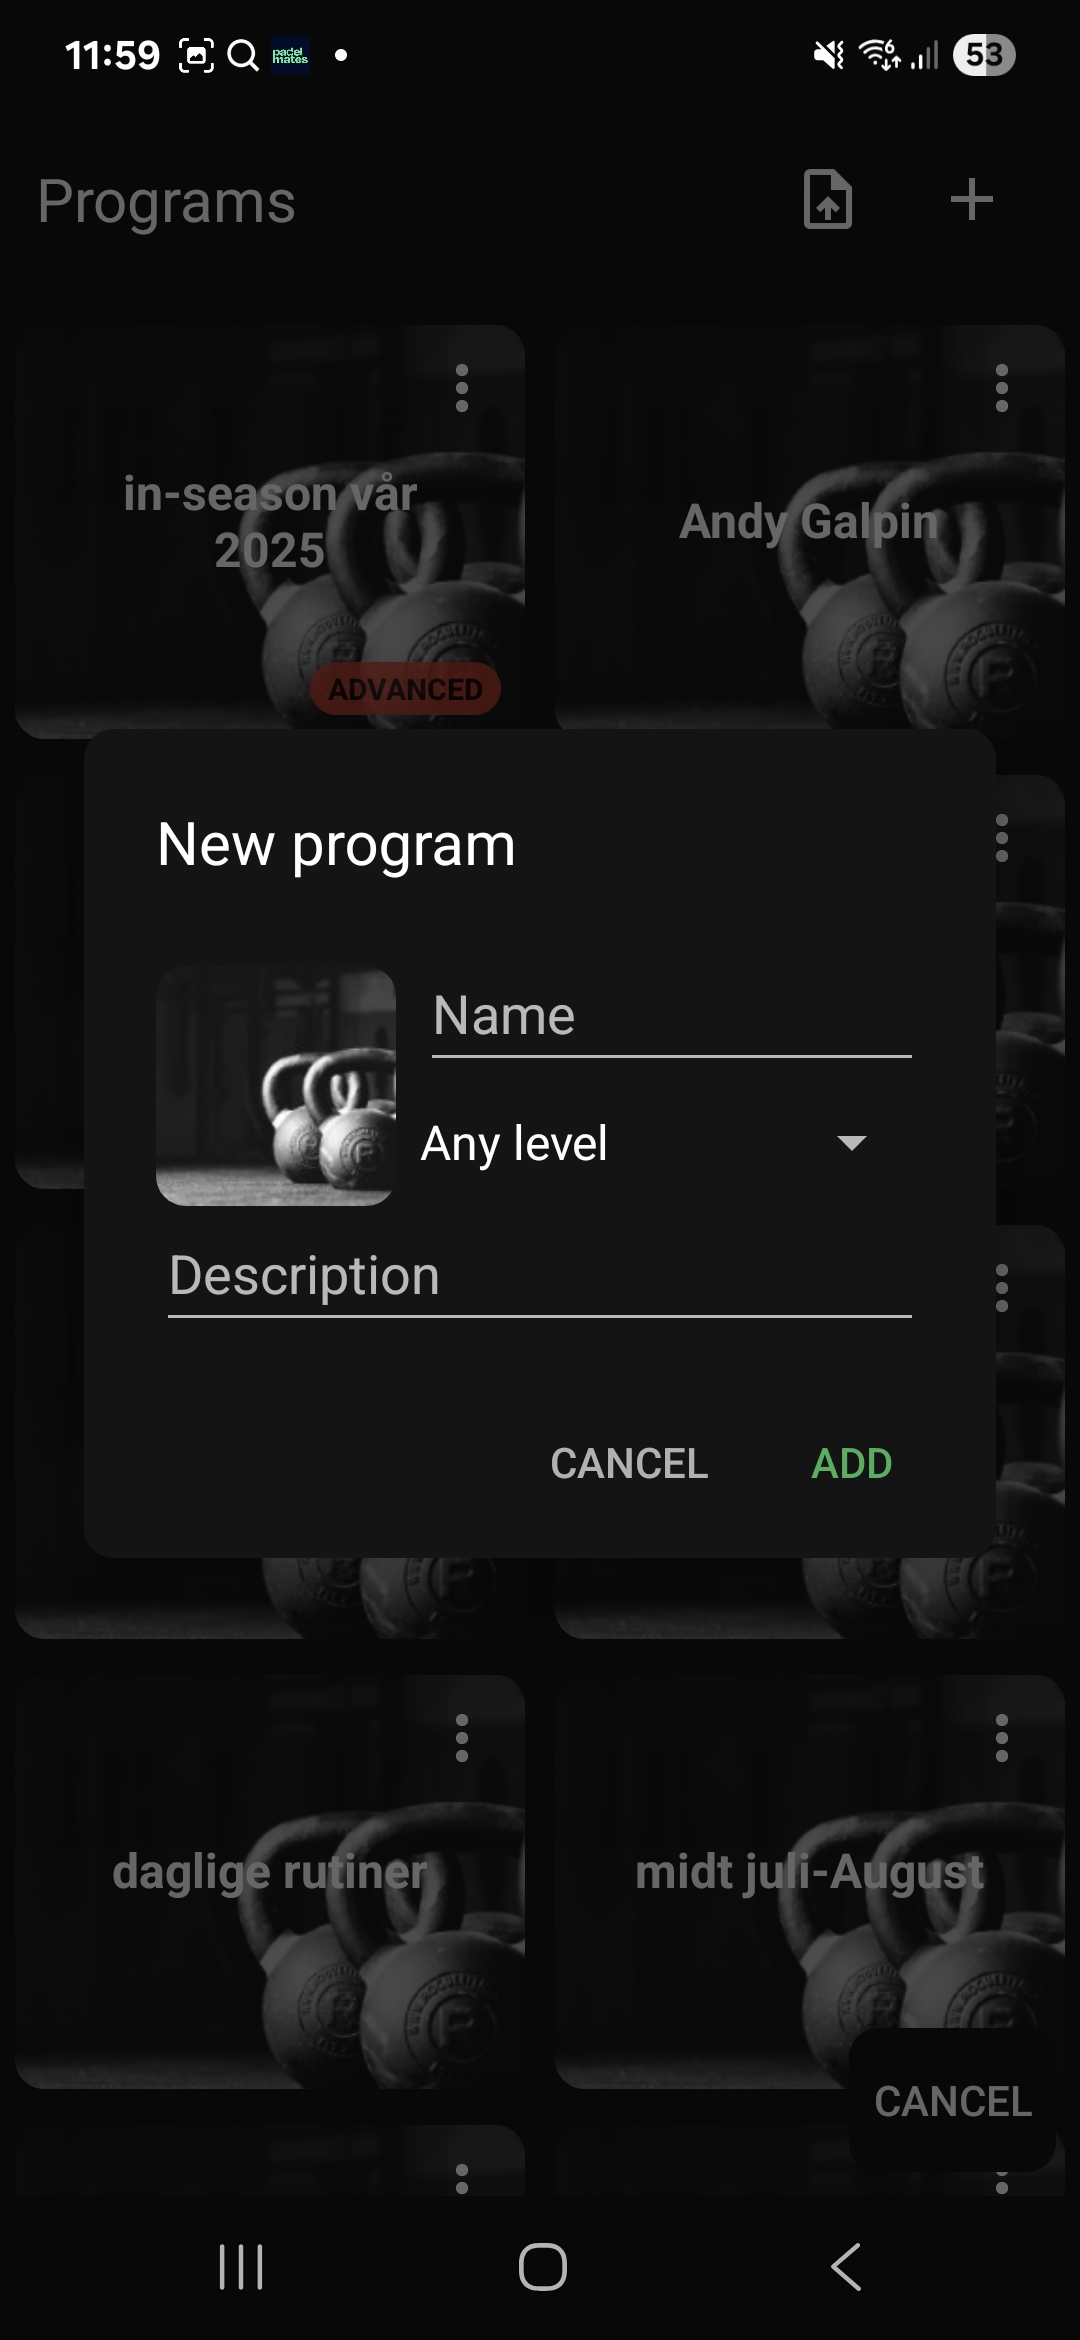 11:59
padel
mates
6
53
Programs
in-season vår
2025
Andy Galpin
ADVANCED
New program
Name
Any level
Description
CANCEL
ADD
daglige rutiner
midt juli-August
CANCEL